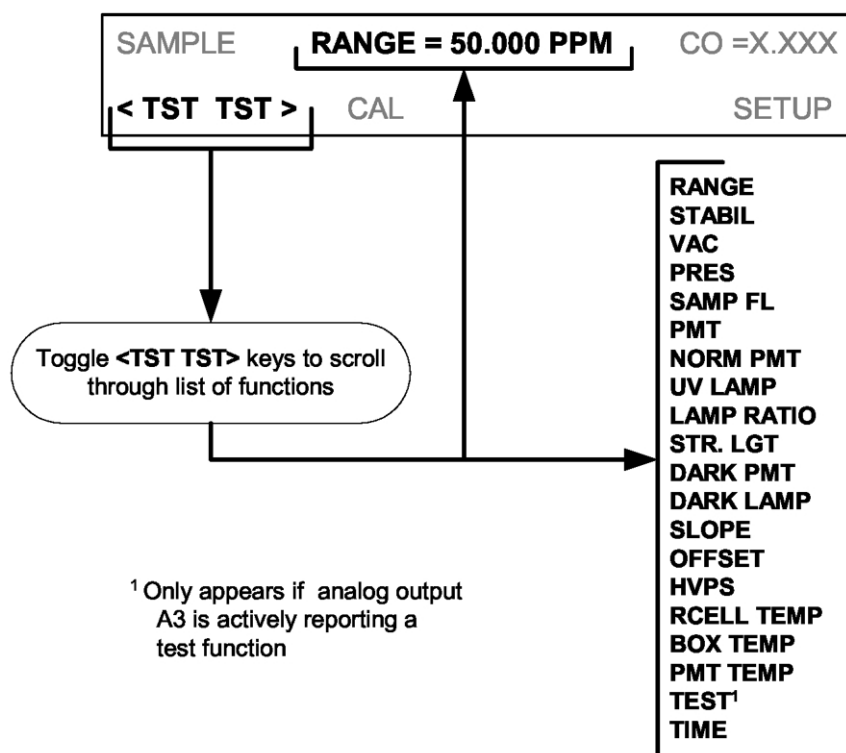 SAMPLE RANGE = 50.000 PPM CO =X.XXX
< TST TST > CAL SETUP
Toggle <TST TST> keys to scroll
through list of functions
RANGE
STABIL
VAC
PRES
SAMP FL
PMT
NORM PMT
UV LAMP
LAMP RATIO
STR. LGT
DARK PMT
DARK LAMP
SLOPE
OFFSET
HVPS
RCELL TEMP
BOX TEMP
PMT TEMP
TEST¹
TIME
¹ Only appears if analog output
A3 is actively reporting a
test function